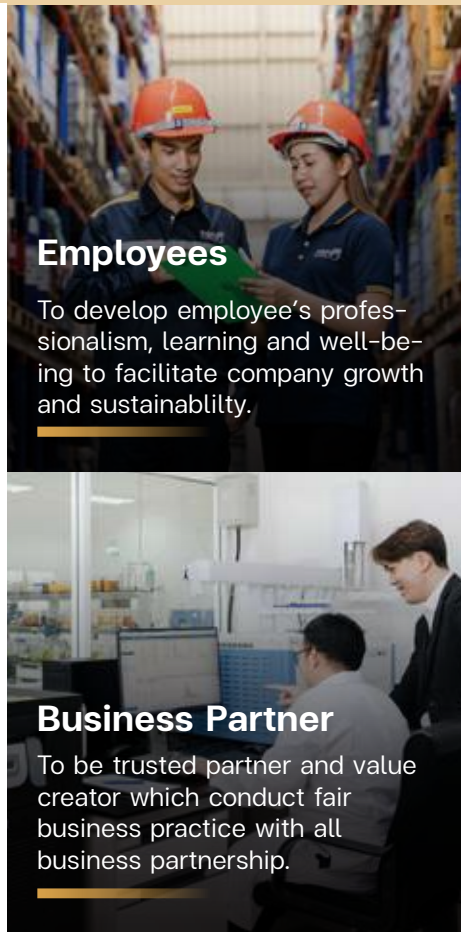 Employees
To develop employee's profes-
sionalism, learning and well-be-
ing to facilitate company growth
and sustainablilty.
Business Partner
To be trusted partner and value
creator which conduct fair
business practice with all
business partnership.